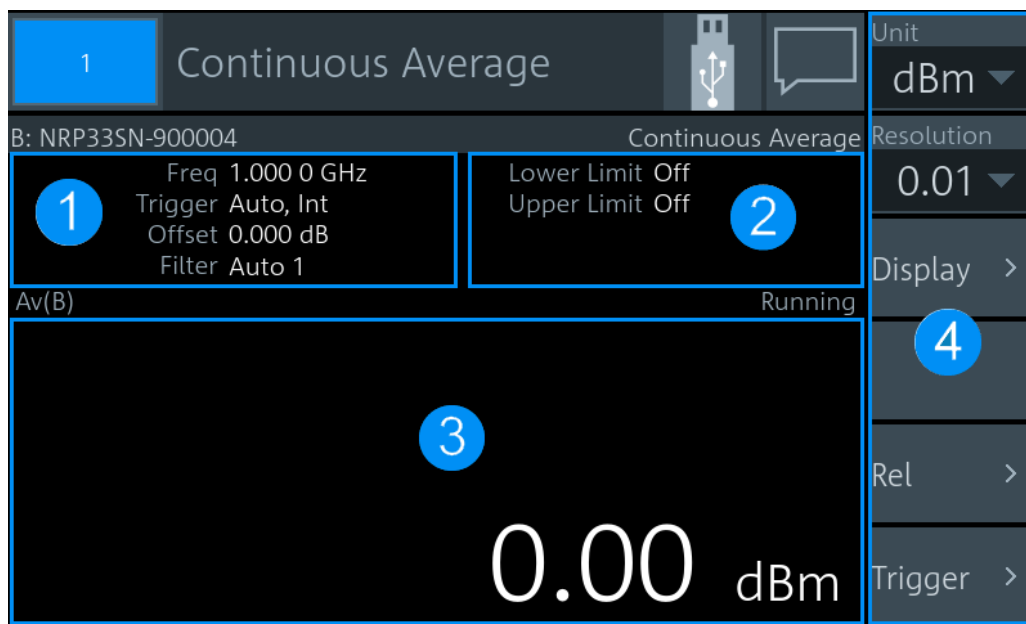 1
Continuous Average
Unit
dBm
B: NRP33SN-900004
Continuous Average
Resolution
0.01
Freq 1.000 0 GHz
Trigger Auto, Int
Offset 0.000 dB
Filter Auto 1
1
Lower Limit Off
Upper Limit Off
2
Display >
Av(B)
Running
4
3
Rel >
0.00 dBm
Trigger >